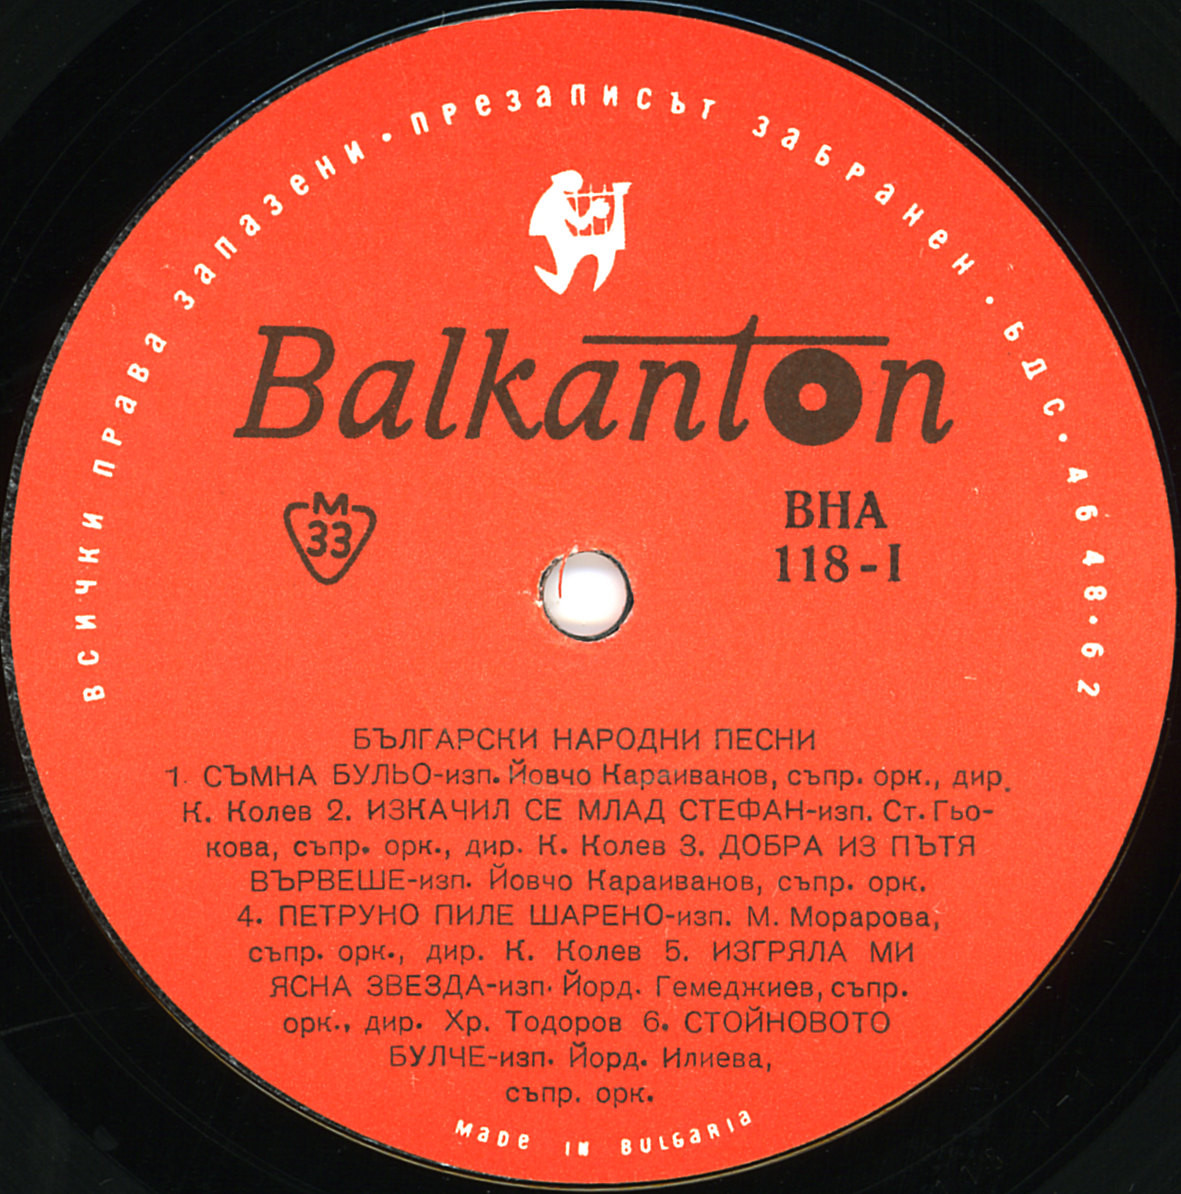 ВСИЧКИ ПРАВА ЗАПАЗЕНИ · ПРЕЗАПИСЪТ ЗАБРАНЕН · БДС · 46 48 · 62
Balkanton
М
33
ВНА
118-I
БЪЛГАРСКИ НАРОДНИ ПЕСНИ
1. СЪМНА БУЛЬО-изп. Йовчо Караиванов, съпр. орк., дир.
К. Колев 2. ИЗКАЧИЛ СЕ МЛАД СТЕФАН-изп. Ст. Гьо-
кова, съпр. орк., дир. К. Колев 3. ДОБРА ИЗ ПЪТЯ
ВЪРВЕШЕ-изп. Йовчо Караиванов, съпр. орк.
4. ПЕТРУНО ПИЛЕ ШАРЕНО-изп. М. Морарова,
съпр. орк., дир. К. Колев 5. ИЗГРЯЛА МИ
ЯСНА ЗВЕЗДА-изп. Йорд. Гемеджиев, съпр.
орк., дир. Хр. Тодоров 6. СТОЙНОВОТО
БУЛЧЕ-изп. Йорд. Илиева,
съпр. орк.
MADE IN BULGARIA